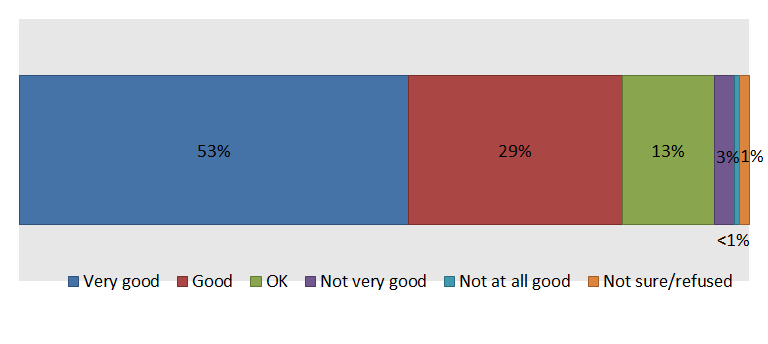 53% 29% 13% 3% 1%
<1%
Very good Good OK Not very good Not at all good Not sure/refused